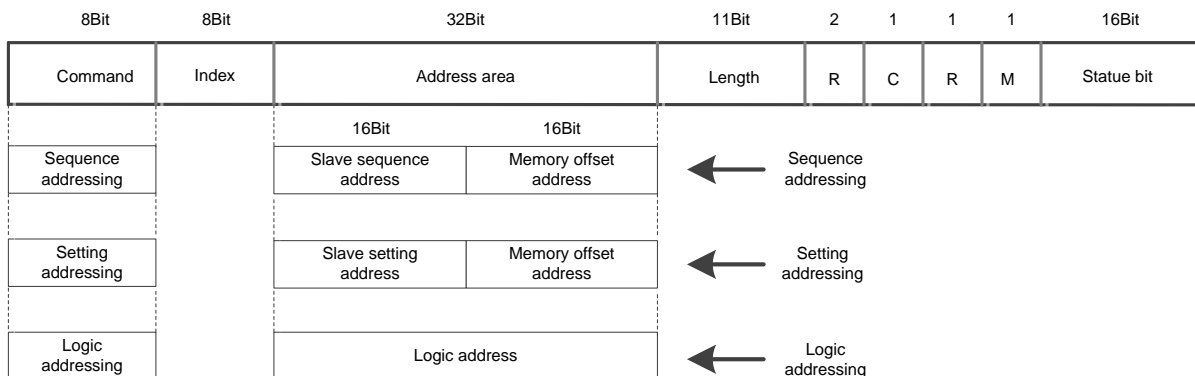 8Bit 8Bit 32Bit 11Bit 2 1 1 1 16Bit
Command Index Address area Length R C R M Statue bit
16Bit 16Bit
Sequence addressing
Slave sequence address
Memory offset address
Sequence addressing
Setting addressing
Slave setting address
Memory offset address
Setting addressing
Logic addressing
Logic address
Logic addressing